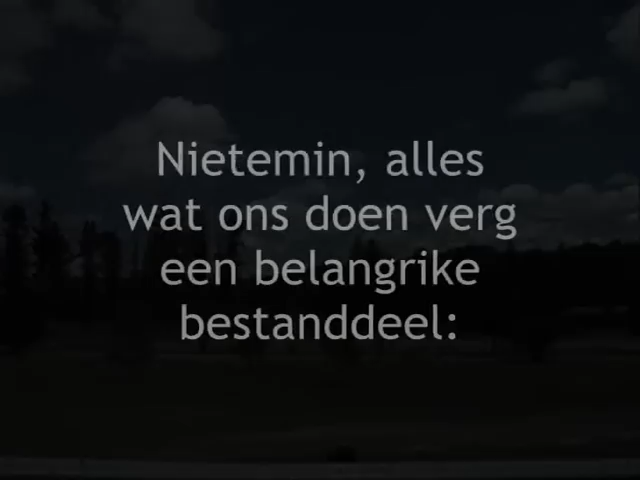 Nietemin, alles
wat ons doen verg
een belangrike
bestanddeel: